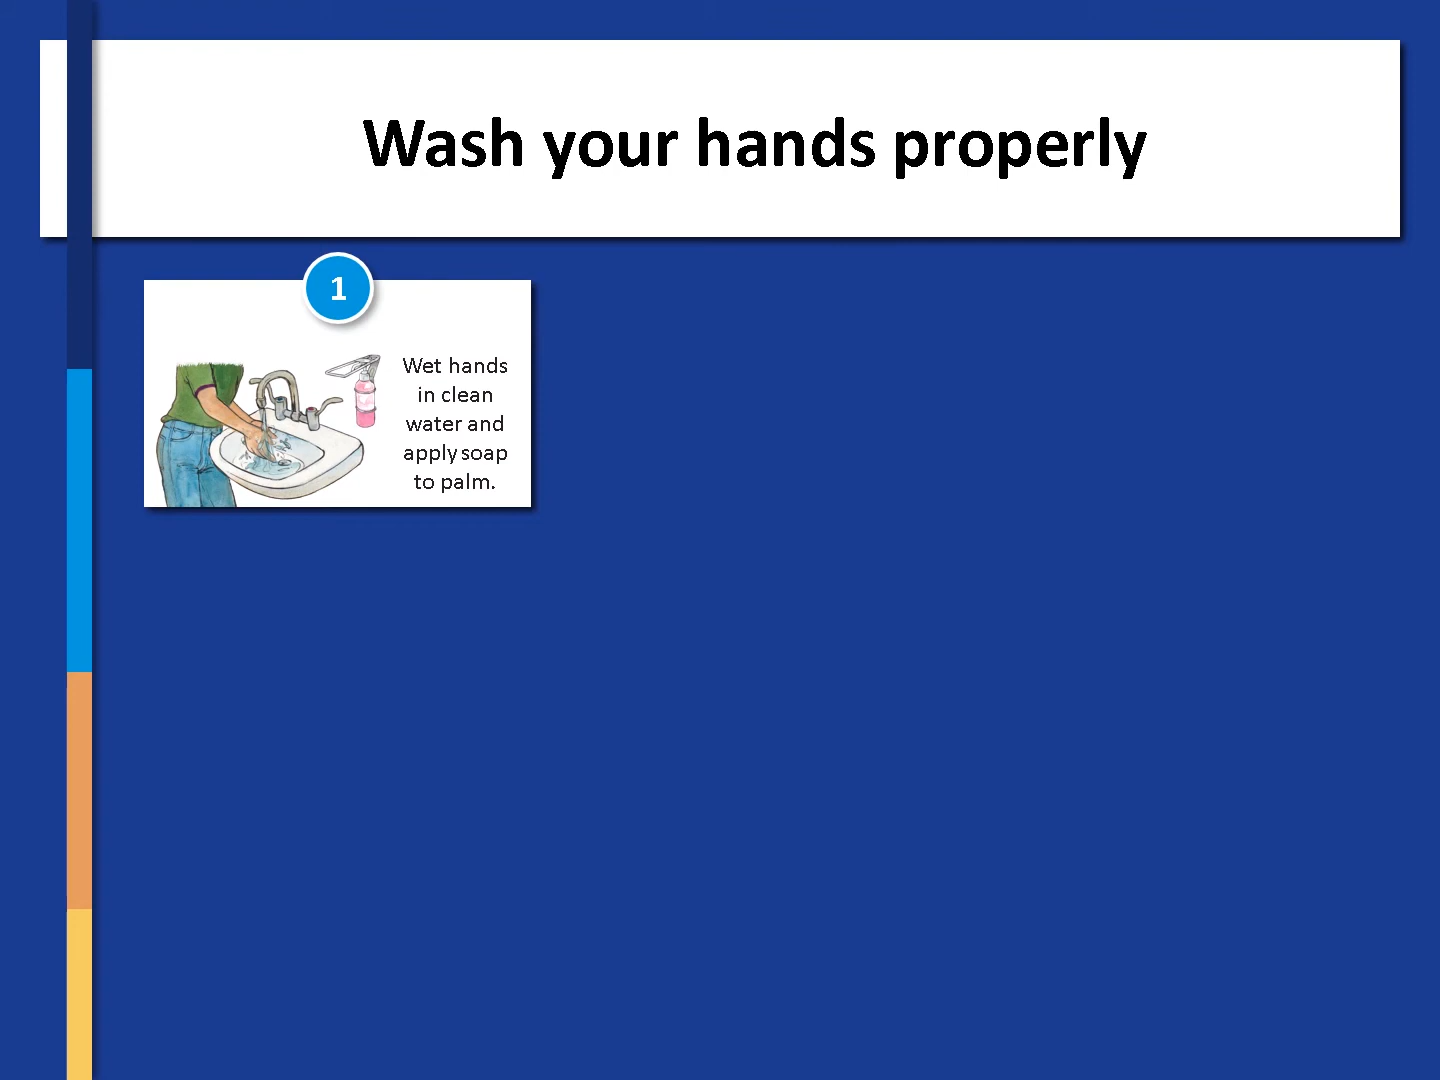 Wash your hands properly
1
Wet hands
in clean
water and
apply soap
to palm.